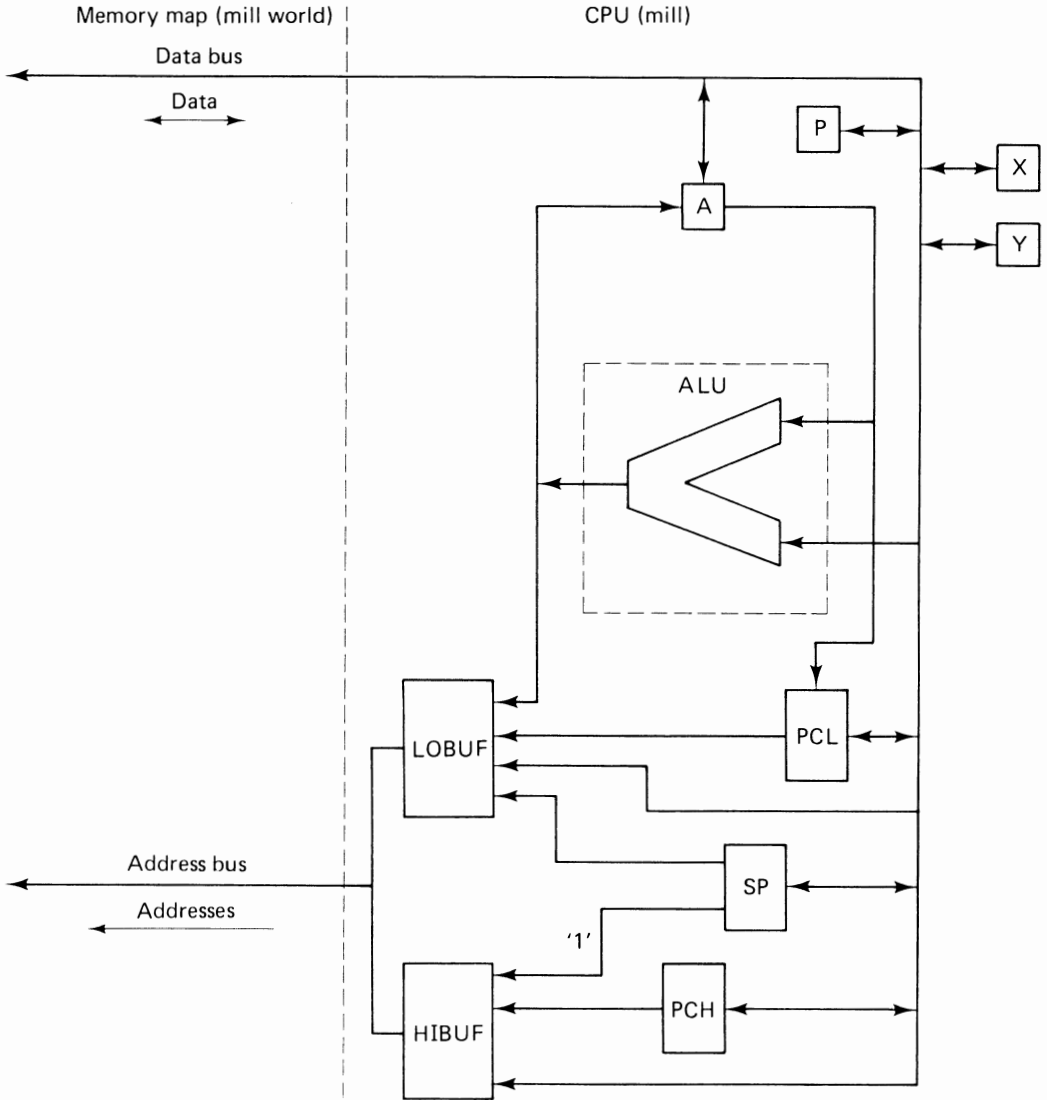 Memory map (mill world)
CPU (mill)
Data bus
Data
P
X
A
Y
ALU
LOBUF
PCL
Address bus
SP
Addresses
'1'
PCH
HIBUF